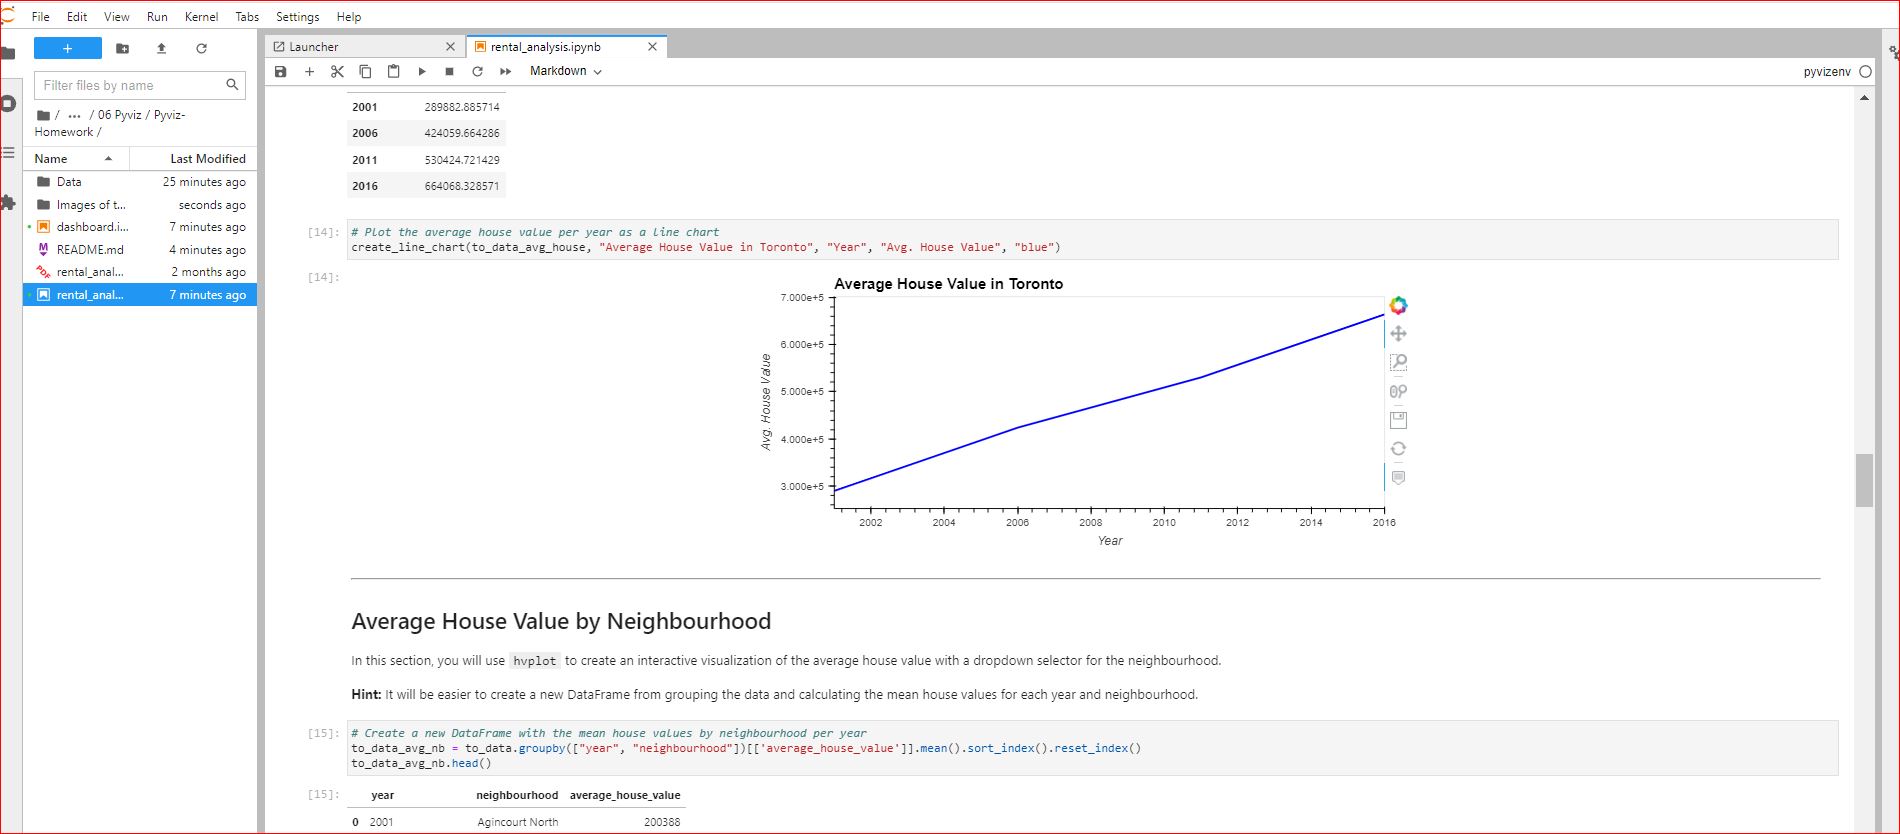 File Edit View Run Kernel Tabs Settings Help
Filter files by name
/ ... / 06 Pyviz / Pyviz-
Homework /
Name Last Modified
Data 25 minutes ago
Images of t... seconds ago
dashboard.i... 7 minutes ago
README.md 4 minutes ago
rental_anal... 2 months ago
rental_anal... 7 minutes ago
Launcher rental_analysis.ipynb
Markdown pyvizenv
2001 289882.885714
2006 424059.664286
2011 530424.721429
2016 664068.328571
[14]: # Plot the average house value per year as a line chart
create_line_chart(to_data_avg_house, "Average House Value in Toronto", "Year", "Avg. House Value", "blue")
[14]:
Average House Value in Toronto
7.000e+5
6.000e+5
5.000e+5
4.000e+5
3.000e+5
Avg. House Value
2002 2004 2006 2008 2010 2012 2014 2016
Year
Average House Value by Neighbourhood
In this section, you will use hvplot to create an interactive visualization of the average house value with a dropdown selector for the neighbourhood.
Hint: It will be easier to create a new DataFrame from grouping the data and calculating the mean house values for each year and neighbourhood.
[15]: # Create a new DataFrame with the mean house values by neighbourhood per year
to_data_avg_nb = to_data.groupby(["year", "neighbourhood"])[['average_house_value']].mean().sort_index().reset_index()
to_data_avg_nb.head()
[15]: year neighbourhood average_house_value
0 2001 Agincourt North 200388